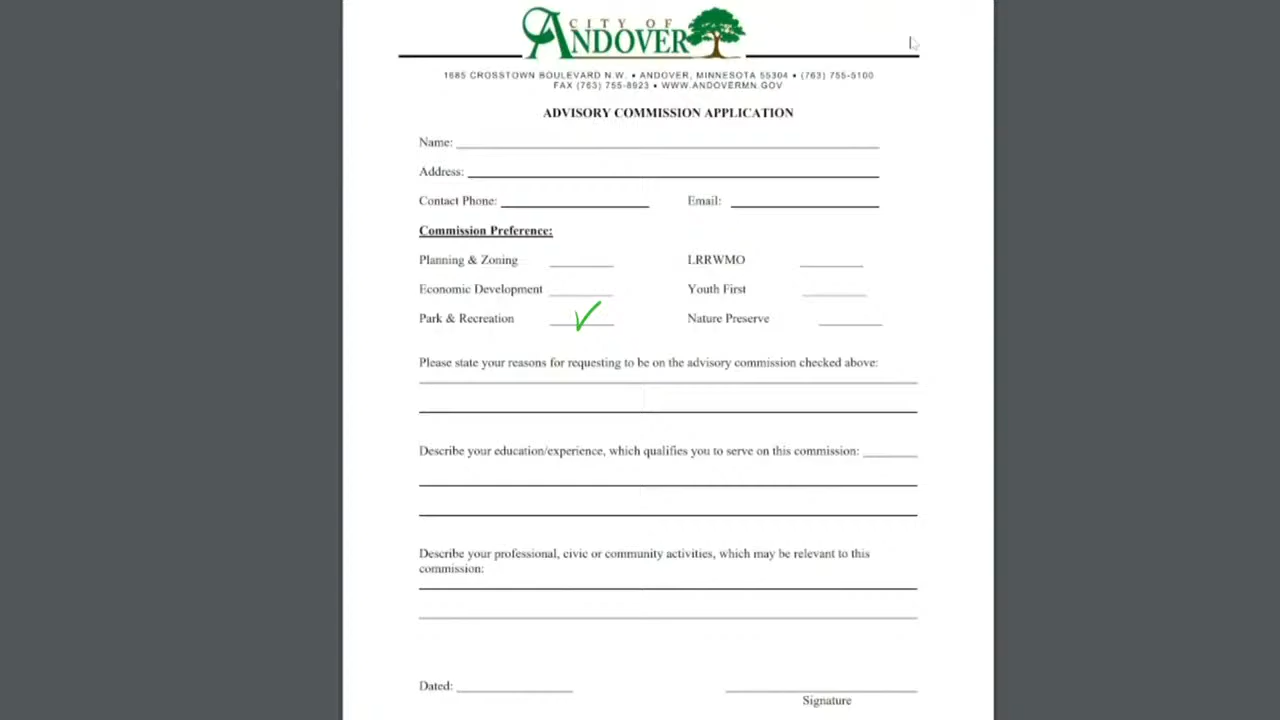 CITY OF
ANDOVER
1685 CROSSTOWN BOULEVARD N.W. • ANDOVER, MINNESOTA 55304 • (763) 755-5100
FAX (763) 755-8923 • WWW.ANDOVERMN.GOV
ADVISORY COMMISSION APPLICATION
Name:
Address:
Contact Phone: Email:
Commission Preference:
Planning & Zoning LRRWMO
Economic Development Youth First
Park & Recreation Nature Preserve
Please state your reasons for requesting to be on the advisory commission checked above:
Describe your education/experience, which qualifies you to serve on this commission:
Describe your professional, civic or community activities, which may be relevant to this
commission:
Dated:
Signature